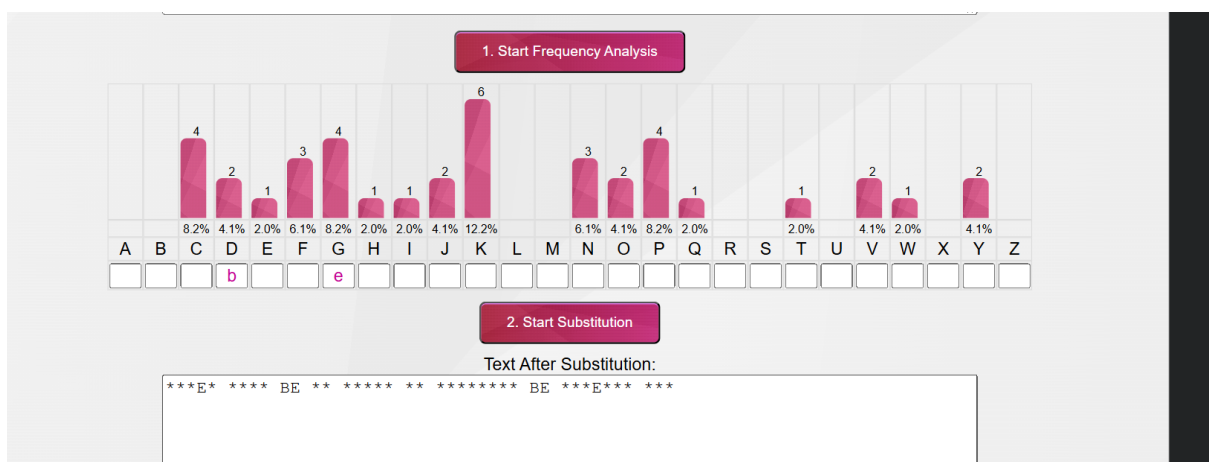 1. Start Frequency Analysis
6
4 4 4
3 3
2 2 2 2 2
1 1 1 1 1 1
8.2% 4.1% 2.0% 6.1% 8.2% 2.0% 2.0% 4.1% 12.2% 6.1% 4.1% 8.2% 2.0% 2.0% 4.1% 2.0% 4.1%
A B C D E F G H I J K L M N O P Q R S T U V W X Y Z
b e
2. Start Substitution
Text After Substitution:
***E* **** BE ** ***** ** ******** BE ***E*** ***